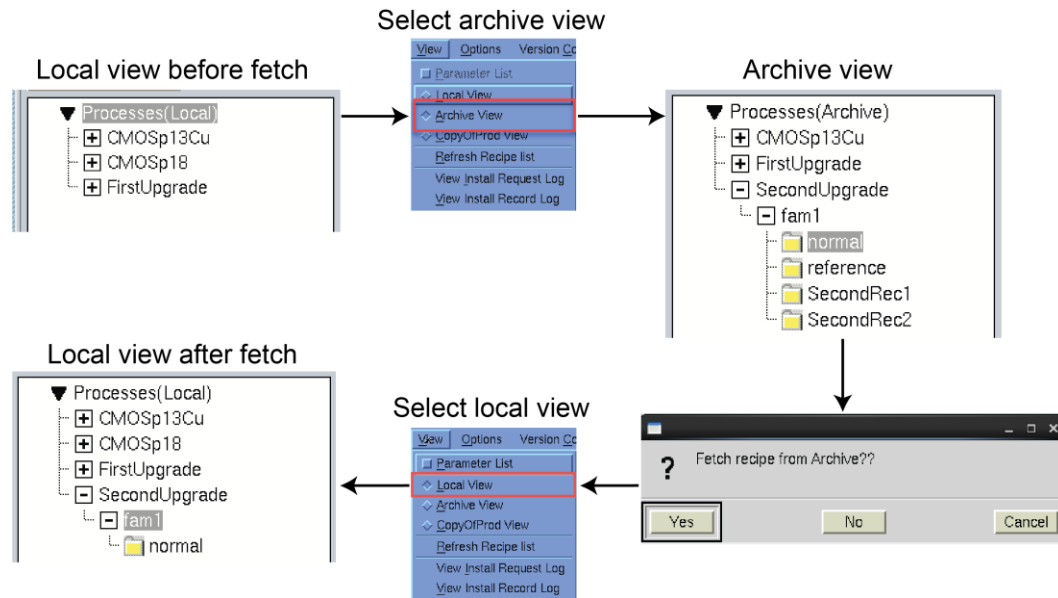 Select archive view
View Options Version Co
Parameter List
Local View
Archive View
CopyOfProd View
Refresh Recipe list
View Install Request Log
View Install Record Log
Local view before fetch
Processes(Local)
CMOSp13Cu
CMOSp18
FirstUpgrade
Archive view
Processes(Archive)
CMOSp13Cu
FirstUpgrade
SecondUpgrade
fam1
normal
reference
SecondRec1
SecondRec2
Local view after fetch
Processes(Local)
CMOSp13Cu
CMOSp18
FirstUpgrade
SecondUpgrade
fam1
normal
Select local view
View Options Version Co
Parameter List
Local View
Archive View
CopyOfProd View
Refresh Recipe list
View Install Request Log
View Install Record Log
? Fetch recipe from Archive??
Yes No Cancel